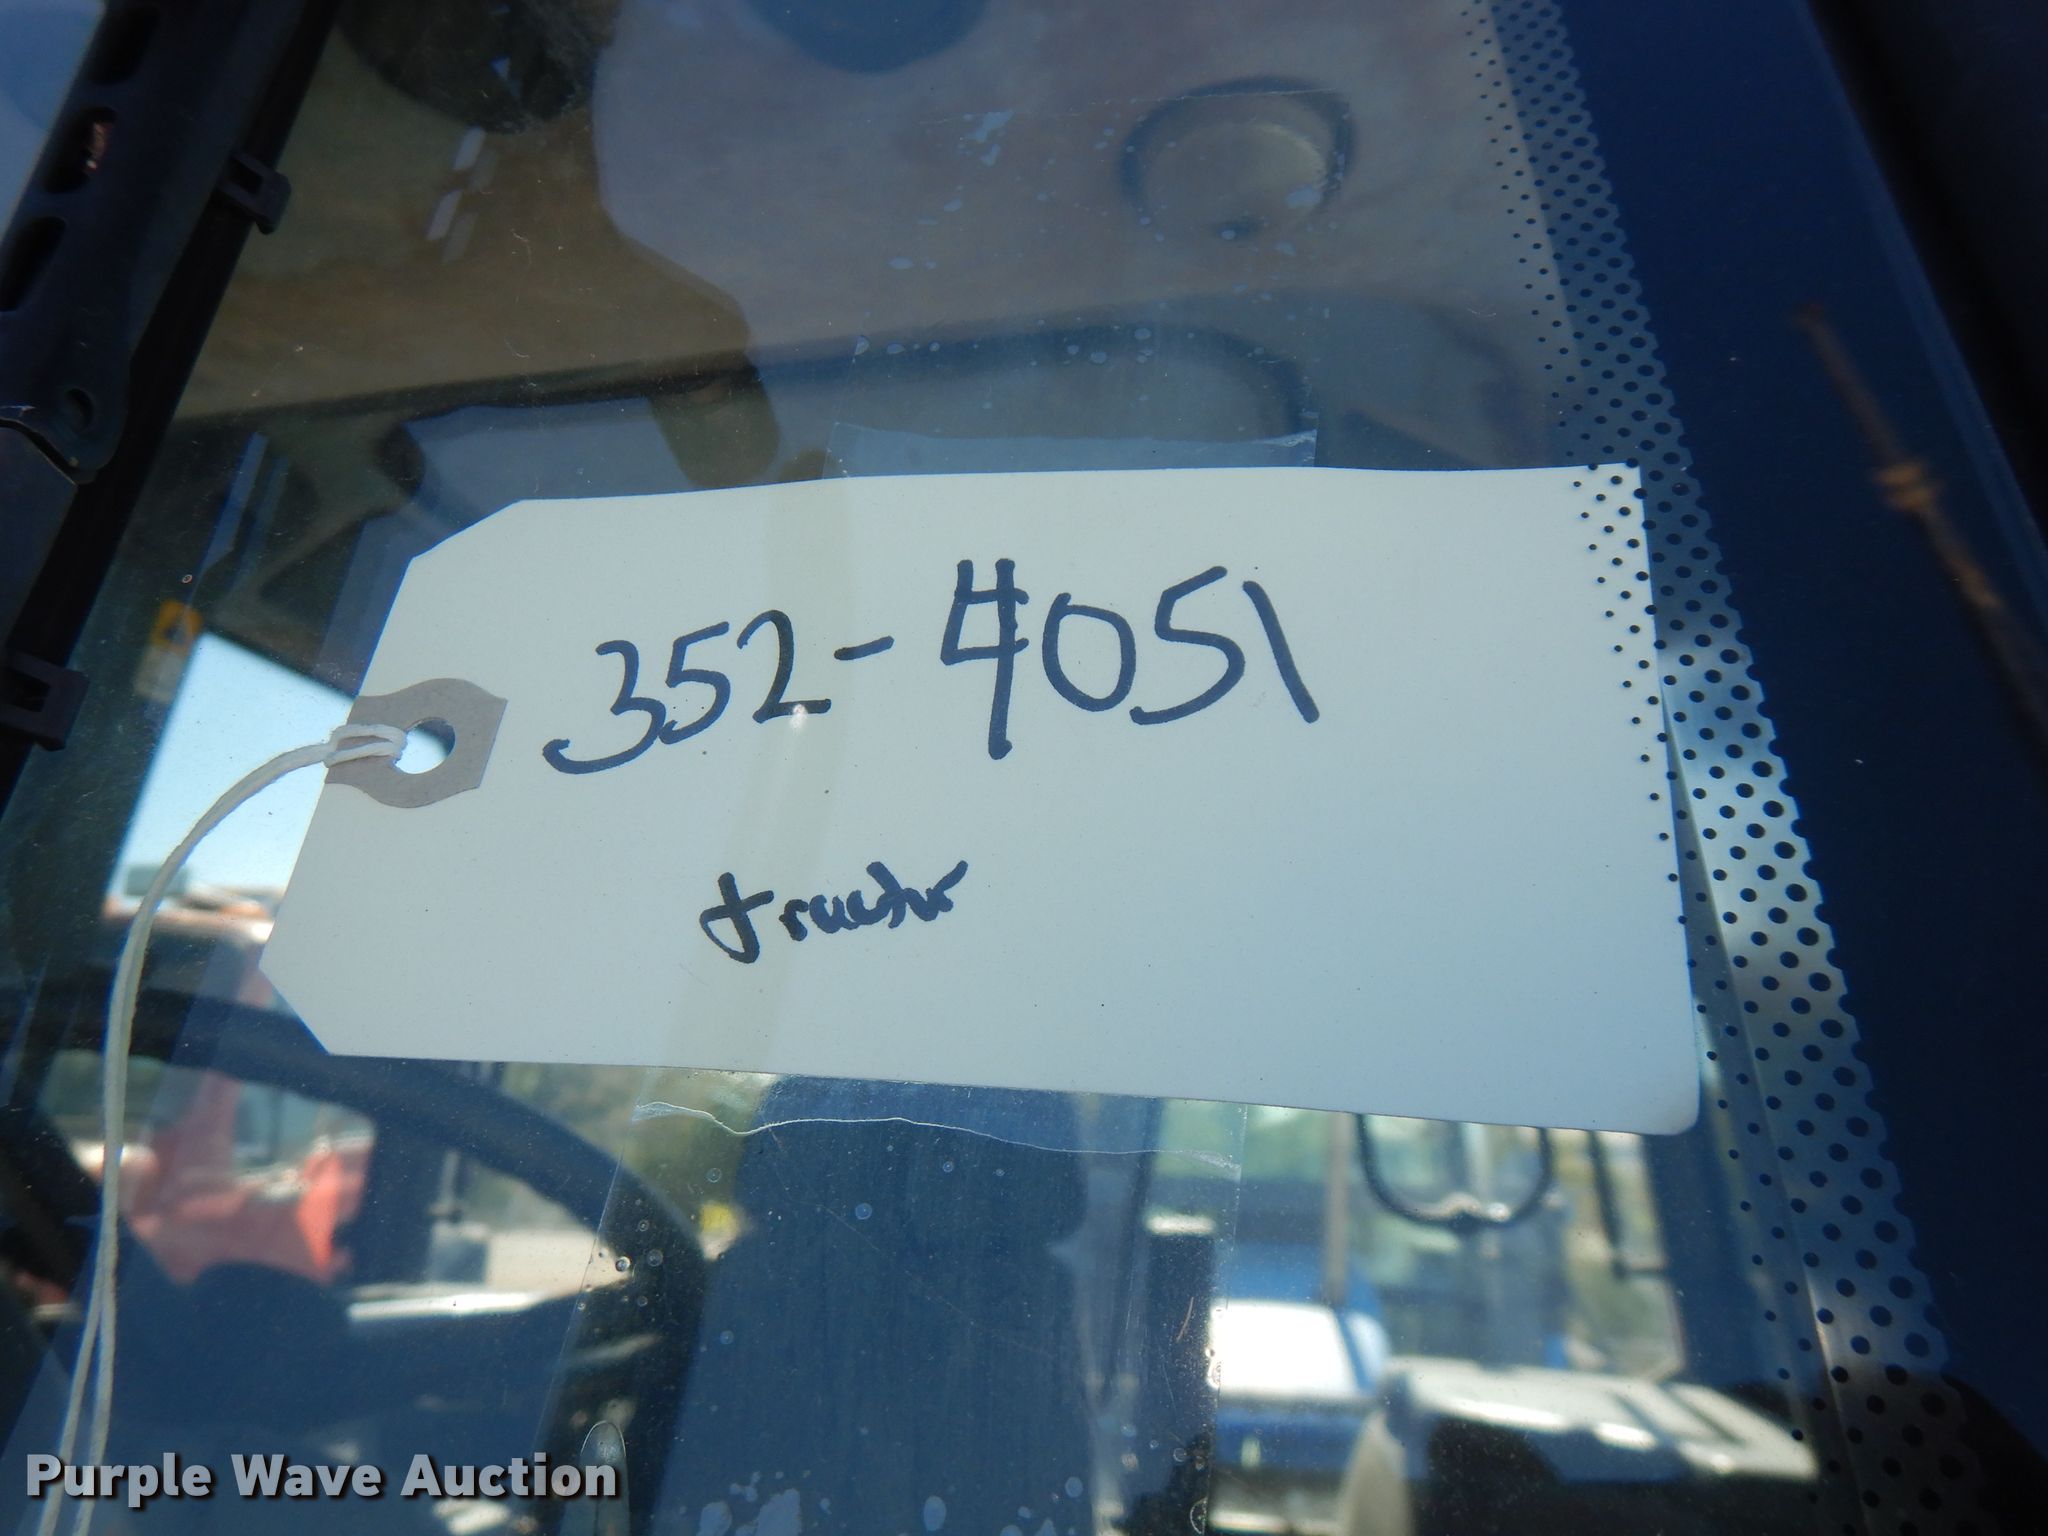 352-4051
tractor
Purple Wave Auction